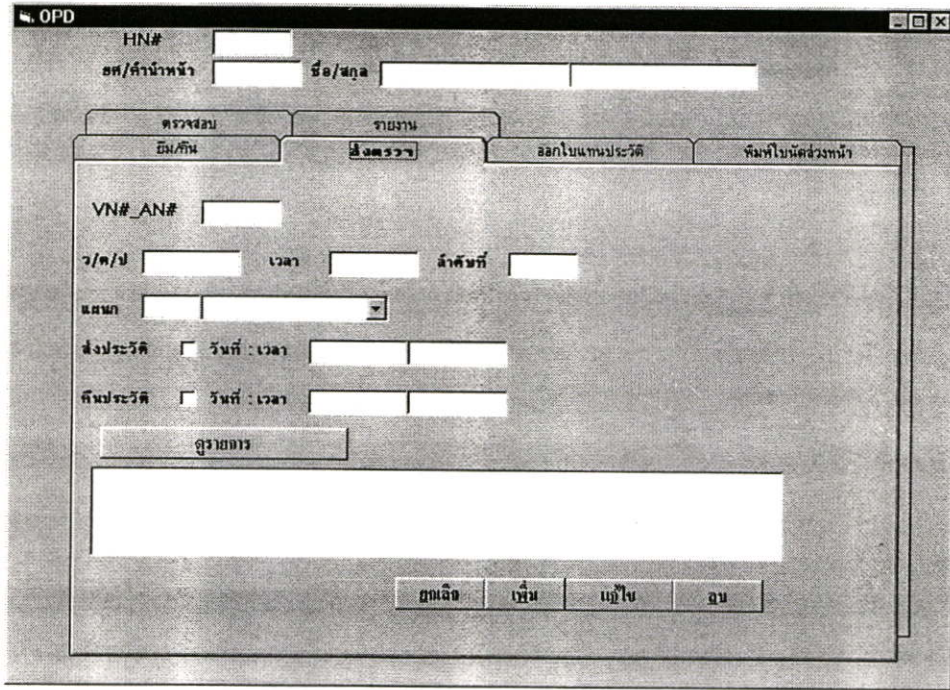 OPD
HN#
ยศ/คำนำหน้า ชื่อ/สกุล
ตรวจสอบ รายงาน
ยืม/คืน ส่งตรวจ ออกใบแทนประวัติ พิมพ์ใบนัดล่วงหน้า
VN#_AN#
ว/ด/ป เวลา ลำดับที่
แผนก
ส่งประวัติ วันที่ : เวลา
คืนประวัติ วันที่ : เวลา
ดูรายการ
ยกเลิก เพิ่ม แก้ไข ลบ